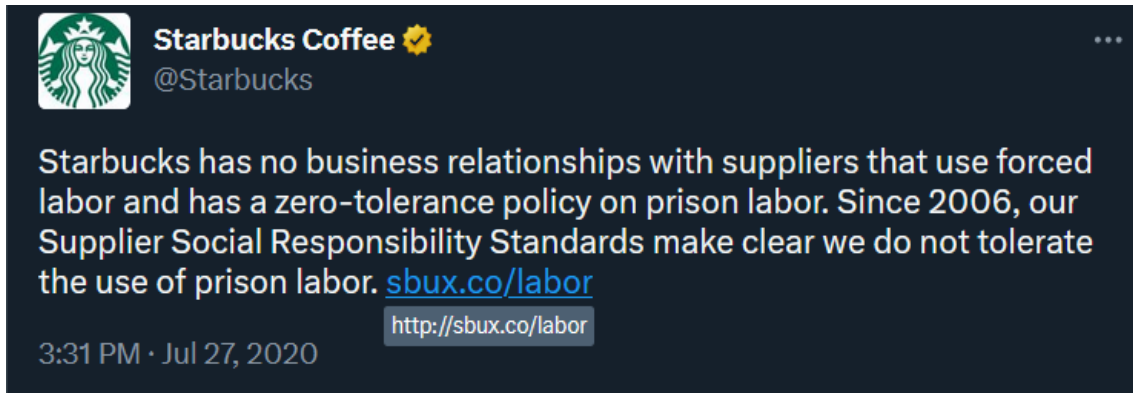 Starbucks Coffee
@Starbucks
Starbucks has no business relationships with suppliers that use forced
labor and has a zero-tolerance policy on prison labor. Since 2006, our
Supplier Social Responsibility Standards make clear we do not tolerate
the use of prison labor. sbux.co/labor
http://sbux.co/labor
3:31 PM · Jul 27, 2020